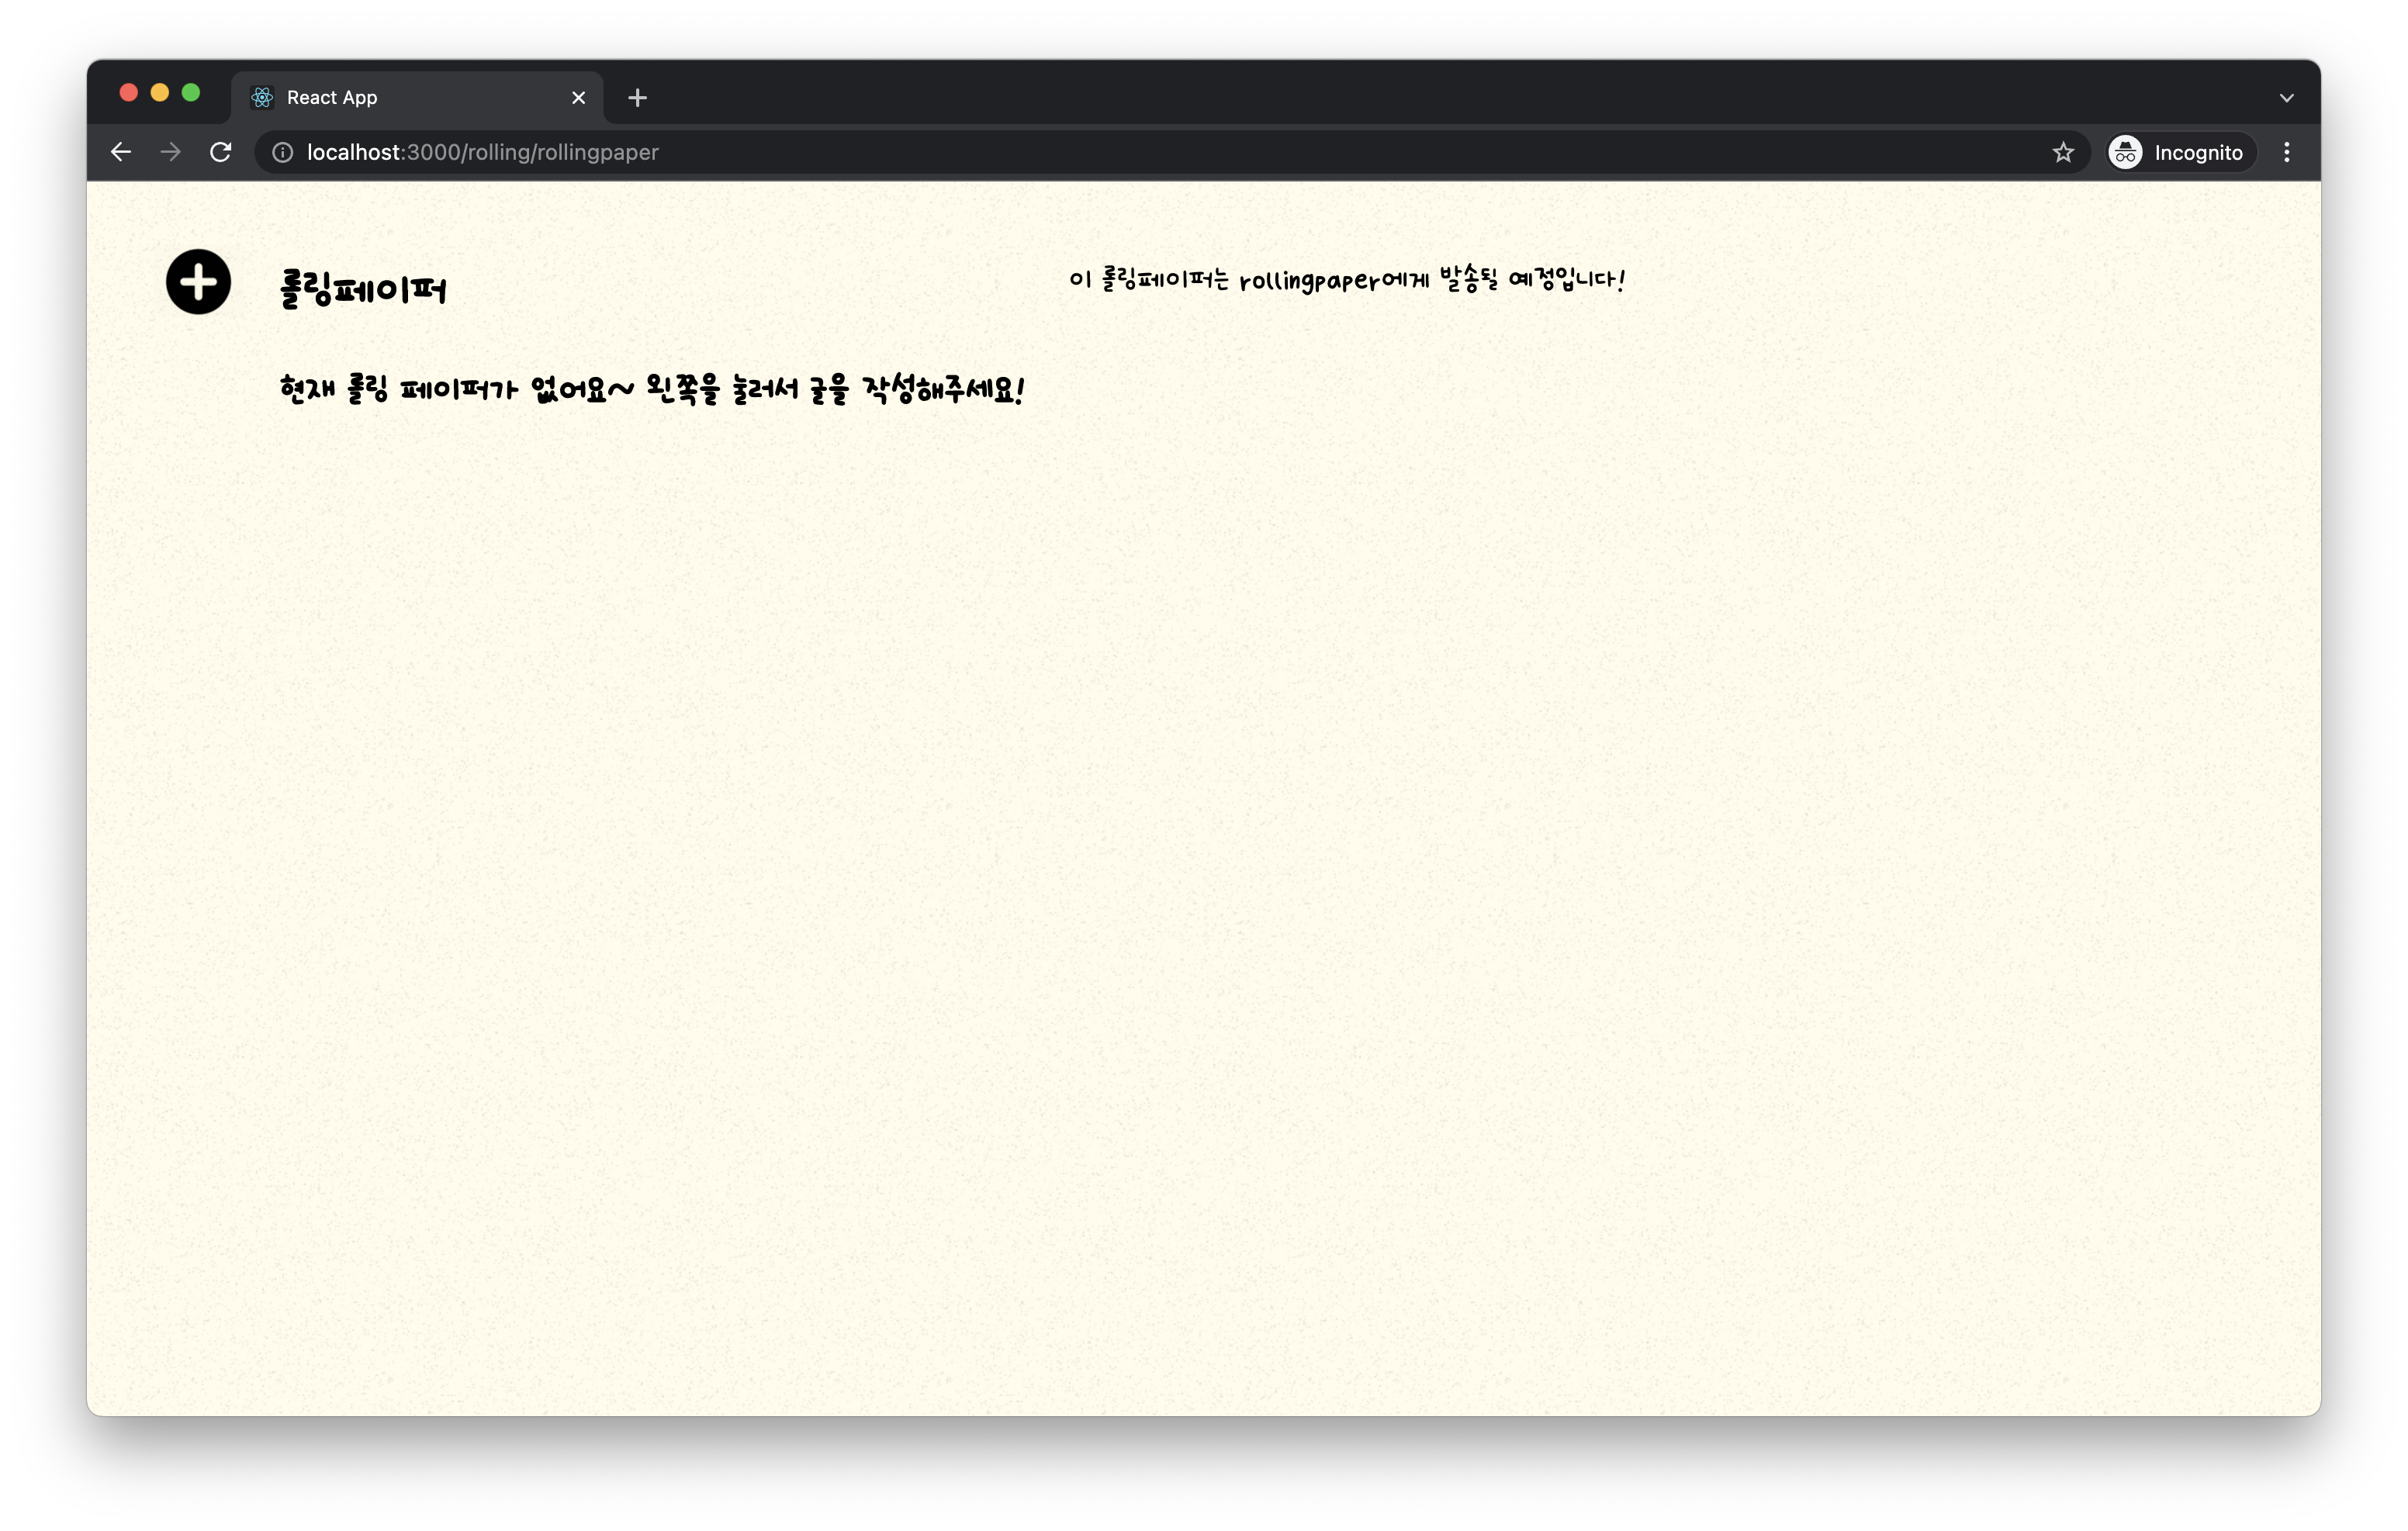 React App
localhost:3000/rolling/rollingpaper
Incognito
롤링페이퍼
이 롤링페이퍼는 rollingpaper에게 발송될 예정입니다!
현재 롤링 페이퍼가 없어요~ 왼쪽을 눌러서 글을 작성해주세요!